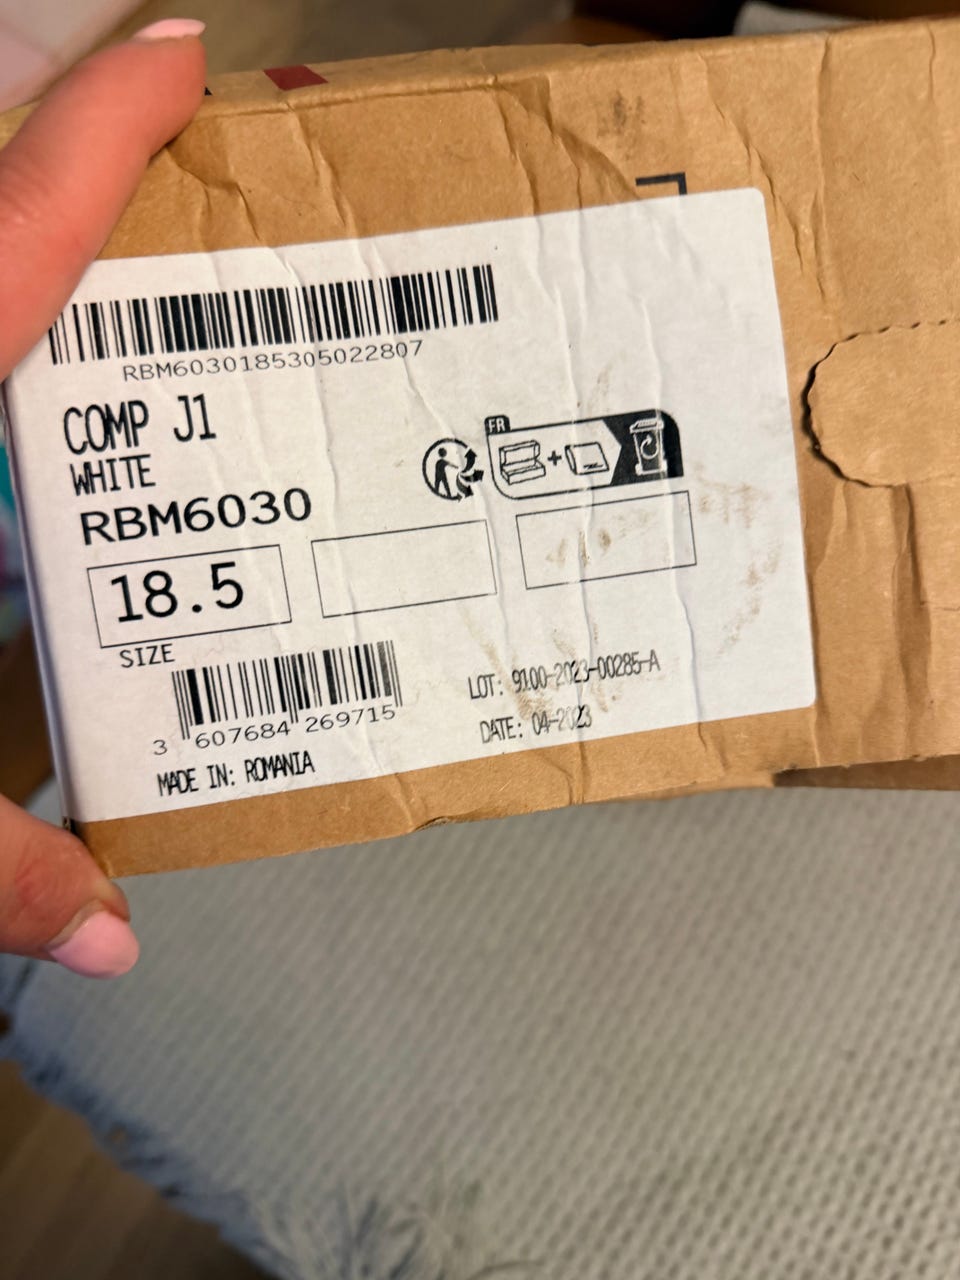 RBM6030185305022807
COMP J1
WHITE
RBM6030
FR
18.5
SIZE
3 607684 269715
LOT: 9100-2023-00285-A
DATE: 04-2023
MADE IN: ROMANIA